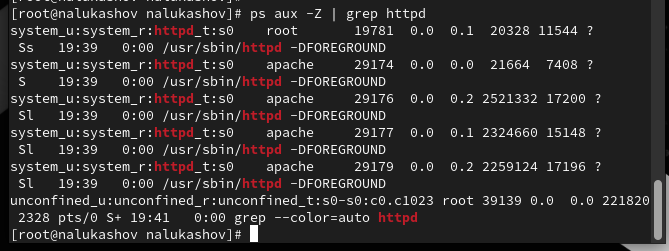 [root@nalukashov nalukashov]# ps aux -Z | grep httpd
system_u:system_r:httpd_t:s0    root       19781  0.0  0.1  20328 11544 ?
 Ss   19:39   0:00 /usr/sbin/httpd -DFOREGROUND
system_u:system_r:httpd_t:s0    apache     29174  0.0  0.0  21664  7408 ?
 S    19:39   0:00 /usr/sbin/httpd -DFOREGROUND
system_u:system_r:httpd_t:s0    apache     29176  0.0  0.2 2521332 17200 ?
 Sl   19:39   0:00 /usr/sbin/httpd -DFOREGROUND
system_u:system_r:httpd_t:s0    apache     29177  0.0  0.1 2324660 15148 ?
 Sl   19:39   0:00 /usr/sbin/httpd -DFOREGROUND
system_u:system_r:httpd_t:s0    apache     29179  0.0  0.2 2259124 17196 ?
 Sl   19:39   0:00 /usr/sbin/httpd -DFOREGROUND
unconfined_u:unconfined_r:unconfined_t:s0-s0:c0.c1023 root 39139 0.0  0.0 221820
 2328 pts/0 S+ 19:41   0:00 grep --color=auto httpd
[root@nalukashov nalukashov]#